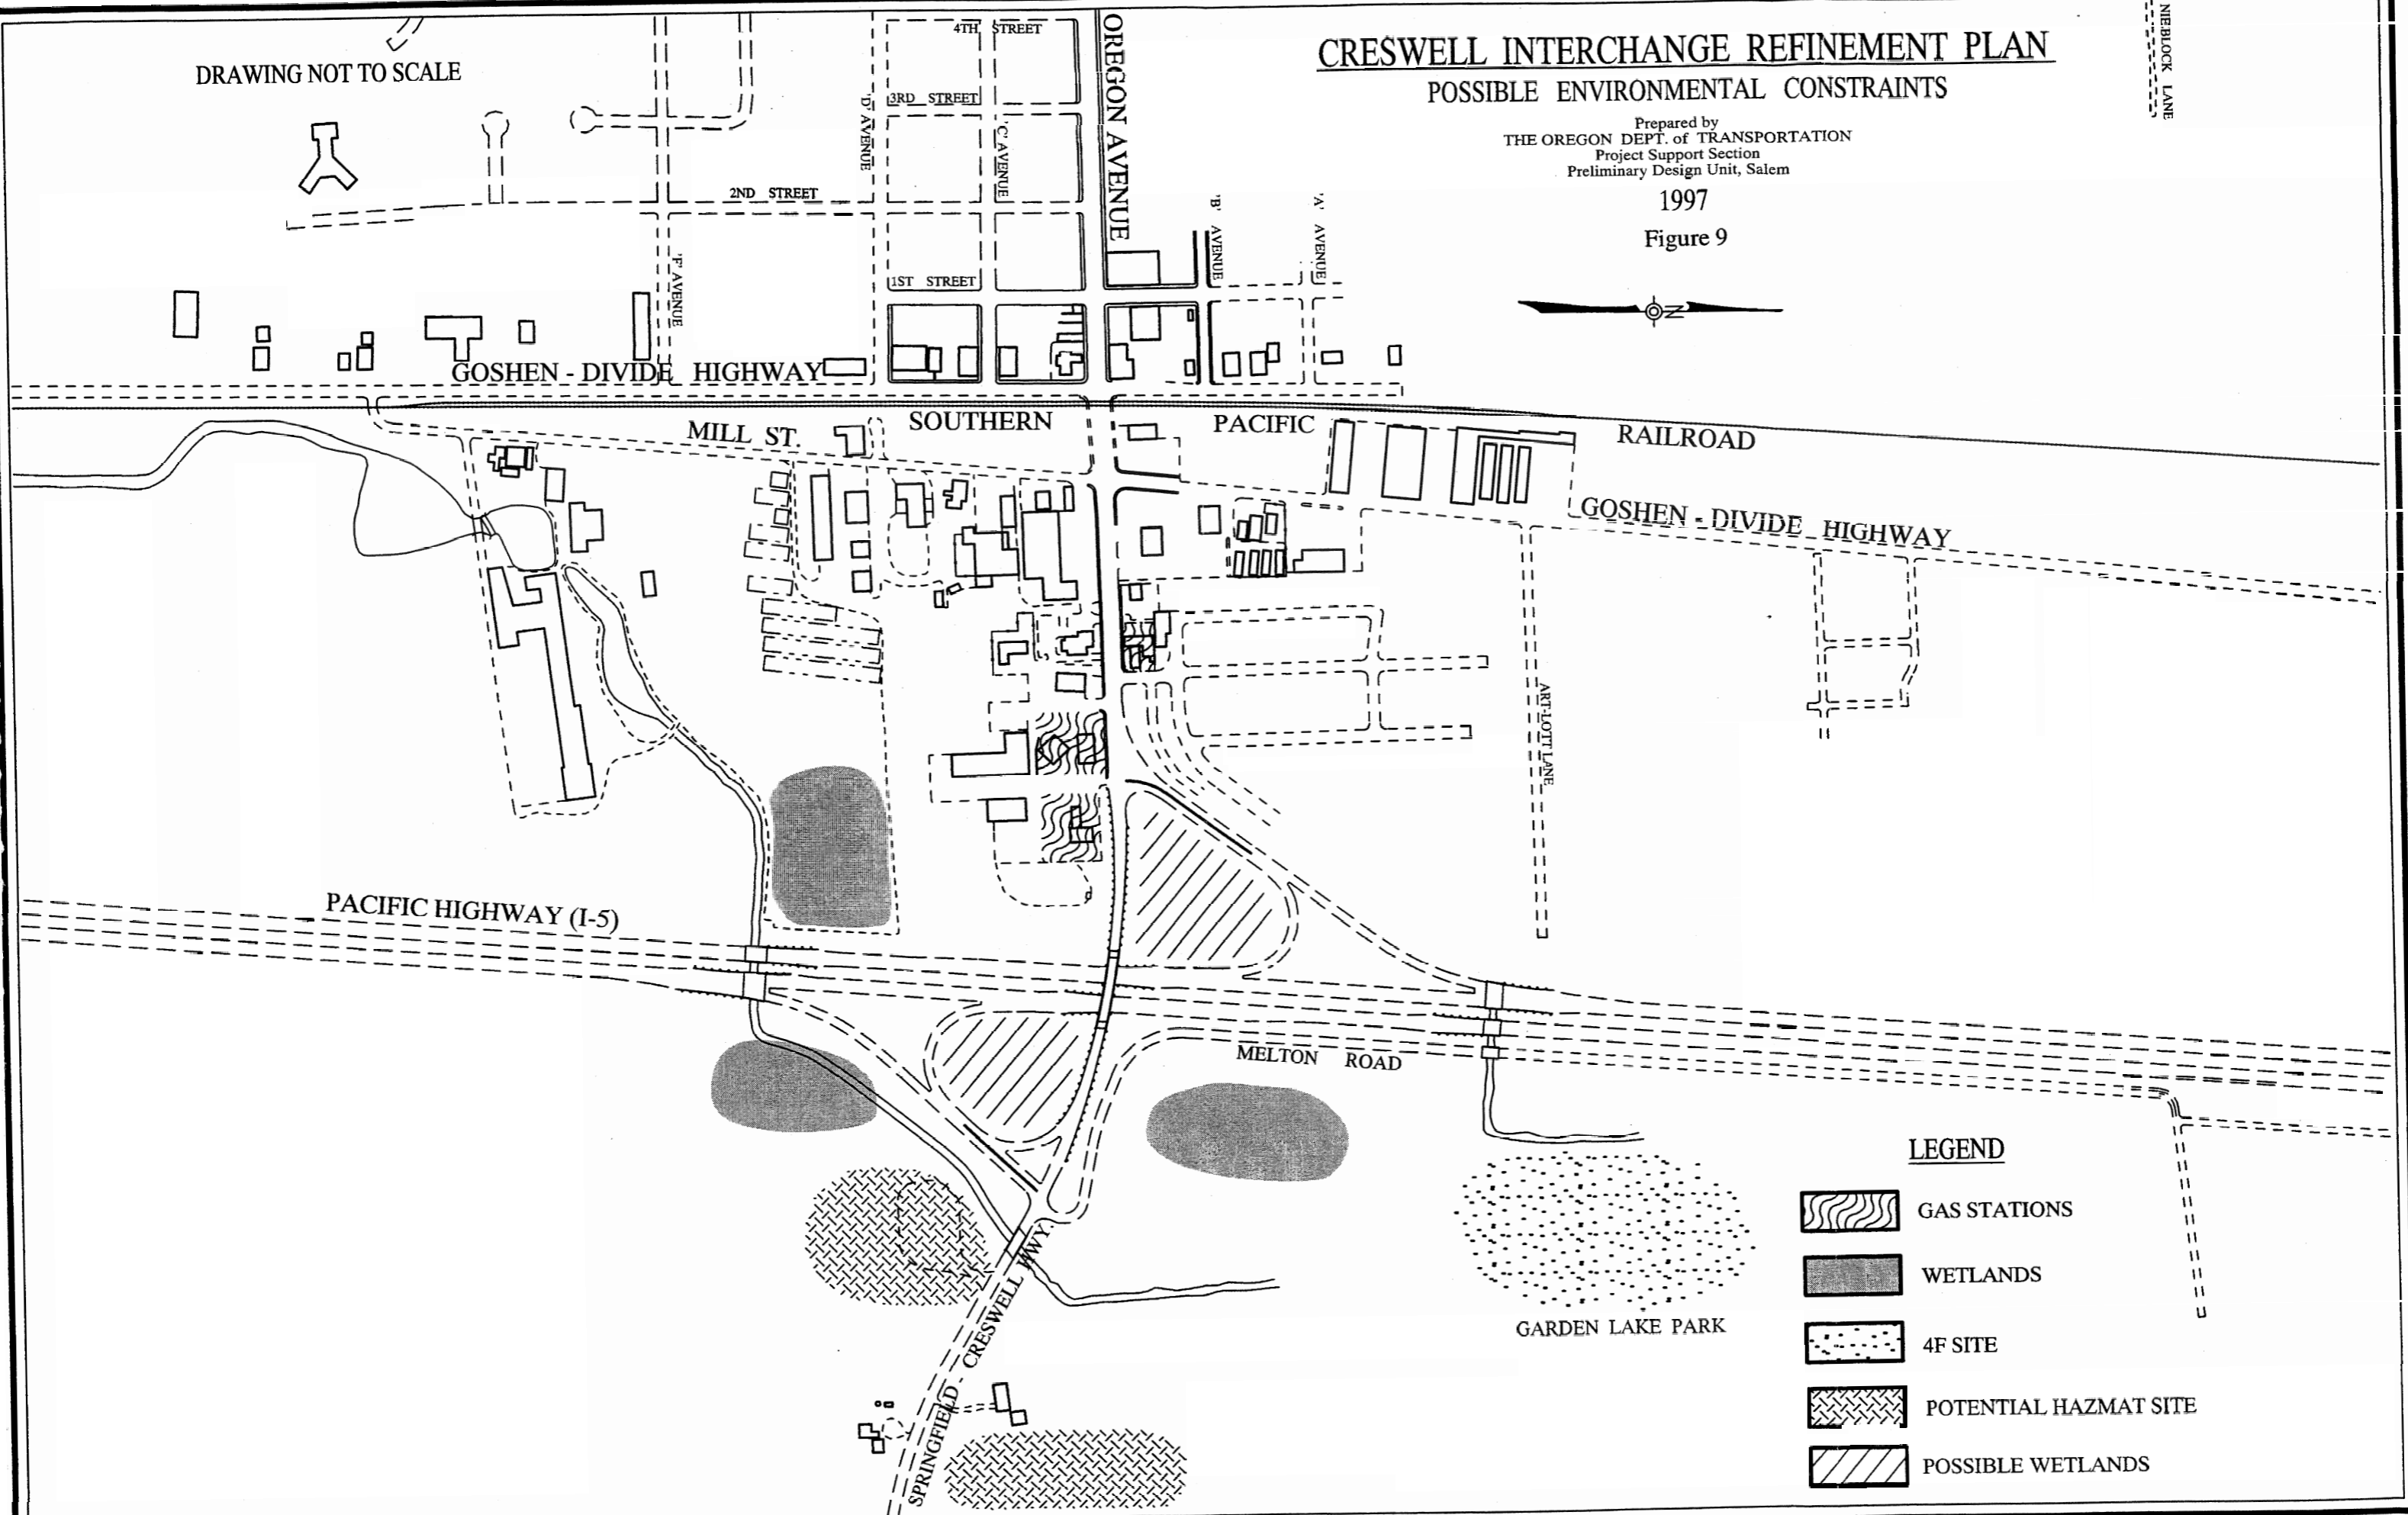 DRAWING NOT TO SCALE
CRESWELL INTERCHANGE REFINEMENT PLAN
POSSIBLE ENVIRONMENTAL CONSTRAINTS
Prepared by
THE OREGON DEPT. of TRANSPORTATION
Project Support Section
Preliminary Design Unit, Salem
1997
Figure 9
N
NIEBLOCK LANE
4TH STREET
3RD STREET
2ND STREET
1ST STREET
OREGON AVENUE
'D' AVENUE
'C' AVENUE
'B' AVENUE
'A' AVENUE
'F' AVENUE
GOSHEN - DIVIDE HIGHWAY
MILL ST.
SOUTHERN PACIFIC RAILROAD
GOSHEN - DIVIDE HIGHWAY
ART-LOTT LANE
PACIFIC HIGHWAY (I-5)
MELTON ROAD
SPRINGFIELD - CRESWELL HWY.
GARDEN LAKE PARK
LEGEND
GAS STATIONS
WETLANDS
4F SITE
POTENTIAL HAZMAT SITE
POSSIBLE WETLANDS